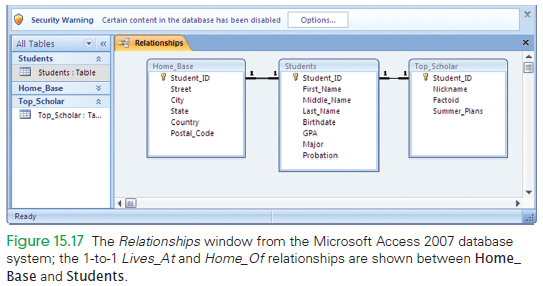 Security Warning Certain content in the database has been disabled Options...
All Tables
Relationships
Students
Students : Table
Home_Base
Top_Scholar
Top_Scholar : Ta...
Home_Base
Student_ID
Street
City
State
Country
Postal_Code
1 1
Students
Student_ID
First_Name
Middle_Name
Last_Name
Birthdate
GPA
Major
Probation
1 1
Top_Scholar
Student_ID
Nickname
Factoid
Summer_Plans
Ready
Figure 15.17 The Relationships window from the Microsoft Access 2007 database
system; the 1-to-1 Lives_At and Home_Of relationships are shown between Home_
Base and Students.